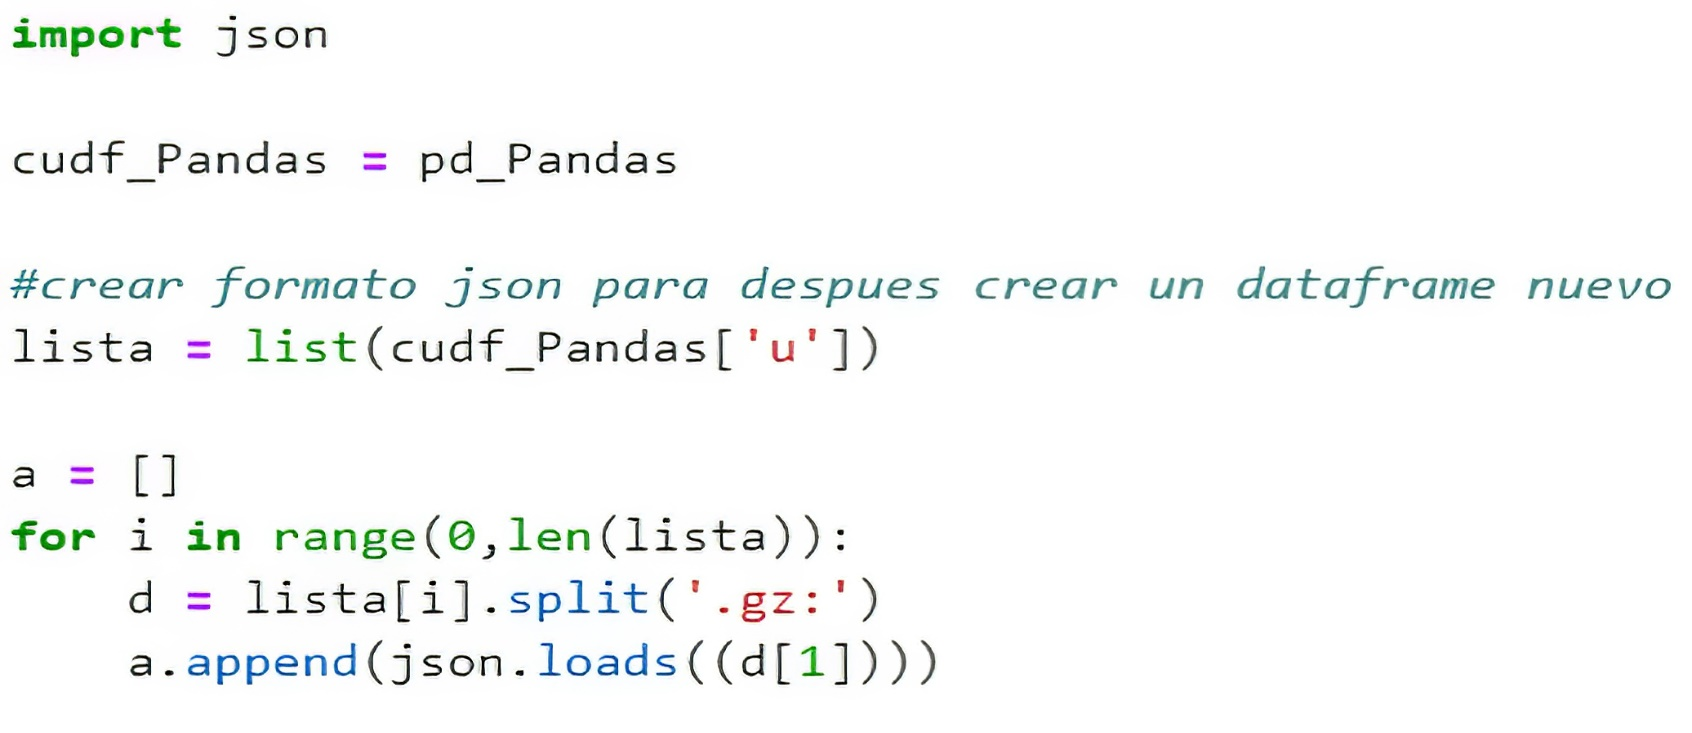 import json
cudf_Pandas = pd_Pandas
#crear formato json para despues crear un dataframe nuevo
lista = list(cudf_Pandas['u'])
a = []
for i in range(0,len(lista)):
    d = lista[i].split('.gz:')
    a.append(json.loads((d[1])))